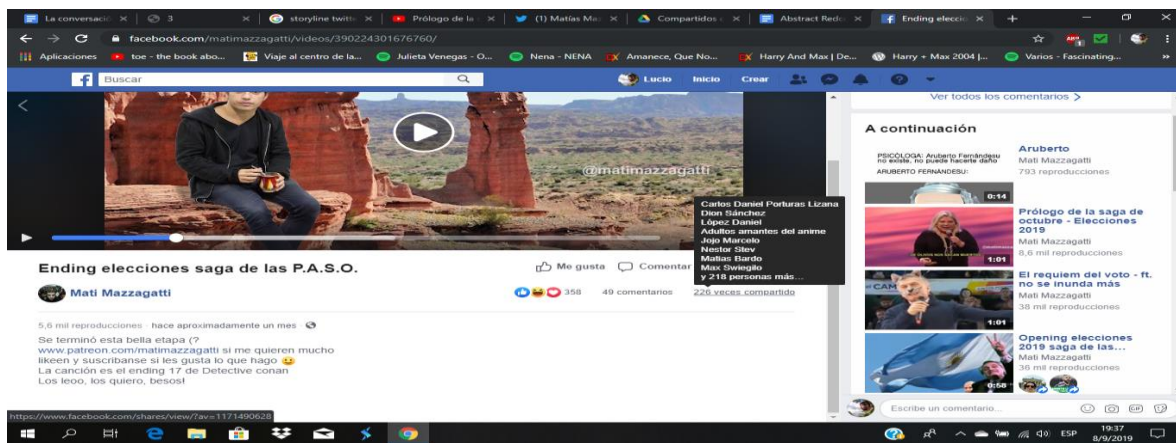 La conversació
3
storyline twitte
Prólogo de la s
(1) Matías Maz
Compartidos c
Abstract Redo
Ending eleccio
facebook.com/matimazzagatti/videos/390224301676760/
Aplicaciones
toe - the book abo...
Viaje al centro de la...
Julieta Venegas - O...
Nena - NENA
Amanece, Que No...
Harry And Max | De...
Harry + Max 2004 |...
Varios - Fascinating...
Buscar
Lucio
Inicio
Crear
@matimazzagatti
Carlos Daniel Porturas Lizana
Dion Sánchez
López Daniel
Adultos amantes del anime
Jojo Marcelo
Nestor Stev
Matias Bardo
Max Swiegilo
y 218 personas más...
Ending elecciones saga de las P.A.S.O.
Me gusta
Comentar
Mati Mazzagatti
358
49 comentarios
226 veces compartido
5,6 mil reproducciones · hace aproximadamente un mes ·
Se terminó esta bella etapa (?
www.patreon.com/matimazzagatti si me quieren mucho
likeen y suscribanse si les gusta lo que hago
La canción es el ending 17 de Detective conan
Los leoo, los quiero, besos!
Ver todos los comentarios
A continuación
PSICÓLOGA: Aruberto Fernándesu
no existe, no puede hacerte daño
ARUBERTO FERNANDESU:
0:14
Aruberto
Mati Mazzagatti
793 reproducciones
1:01
Prólogo de la saga de
octubre - Elecciones
2019
Mati Mazzagatti
8,6 mil reproducciones
CAM
1:01
El requiem del voto - ft.
no se inunda más
Mati Mazzagatti
38 mil reproducciones
0:58
Opening elecciones
2019 saga de las...
Mati Mazzagatti
36 mil reproducciones
Escribe un comentario...
GIF
https://www.facebook.com/shares/view/?av=1171490628
ESP
19:37
8/9/2019